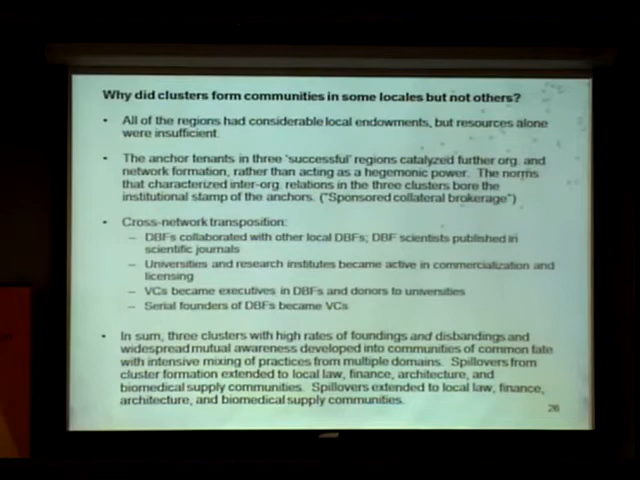 Why did clusters form communities in some locales but not others?
• All of the regions had considerable local endowments, but resources alone
were insufficient.
• The anchor tenants in three 'successful' regions catalyzed further org. and
network formation, rather than acting as a hegemonic power. The norms
that characterized inter-org. relations in the three clusters bore the
institutional stamp of the anchors. ("Sponsored collateral brokerage")
• Cross-network transposition:
– DBFs collaborated with other local DBFs; DBF scientists published in
scientific journals
– Universities and research institutes became active in commercialization and
licensing
– VCs became executives in DBFs and donors to universities
– Serial founders of DBFs became VCs
• In sum, three clusters with high rates of foundings and disbandings and
widespread mutual awareness developed into communities of common fate
with intensive mixing of practices from multiple domains. Spillovers from
cluster formation extended to local law, finance, architecture, and
biomedical supply communities. Spillovers extended to local law, finance,
architecture, and biomedical supply communities.
26